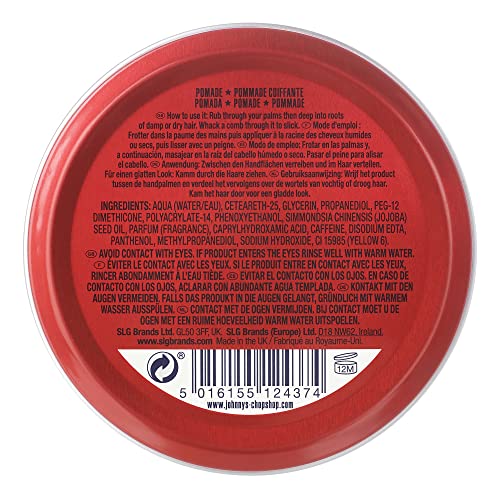 POMADE ★ POMMADE COIFFANTE
POMADA ★ POMADE ★ POMMADE
GB How to use it: Rub through your palms then deep into roots
of damp or dry hair. Whack a comb through it to slick. FR Mode d'emploi :
Frotter dans la paume des mains puis appliquer à la racine des cheveux humides
ou secs, puis lisser avec un peigne. ES Modo de empleo: Frotar en las palmas y,
a continuación, masajear en la raíz del cabello húmedo o seco. Pasar el peine para alisar
el cabello. DE Anwendung: Zwischen den Handflächen verreiben und im Haar verteilen.
Für einen glatten Look: Kamm durch die Haare ziehen. NL Gebruiksaanwijzing: Wrijf het product
tussen de handpalmen en verdeel het vervolgens over de wortels van vochtig of droog haar.
Kam het haar door voor een gladde look.
INGREDIENTS: AQUA (WATER/EAU), CETEARETH-25, GLYCERIN, PROPANEDIOL, PEG-12
DIMETHICONE, POLYACRYLATE-14, PHENOXYETHANOL, SIMMONDSIA CHINENSIS (JOJOBA)
SEED OIL, PARFUM (FRAGRANCE), CAPRYLHYDROXAMIC ACID, CAFFEINE, DISODIUM EDTA,
PANTHENOL, METHYLPROPANEDIOL, SODIUM HYDROXIDE, CI 15985 (YELLOW 6).
GB AVOID CONTACT WITH EYES. IF PRODUCT ENTERS THE EYES RINSE WELL WITH WARM WATER.
FR ÉVITER LE CONTACT AVEC LES YEUX. SI LE PRODUIT ENTRE EN CONTACT AVEC LES YEUX,
RINCER ABONDAMMENT À L'EAU TIÈDE. ES EVITAR EL CONTACTO CON LOS OJOS. EN CASO DE
CONTACTO CON LOS OJOS, ACLARAR CON ABUNDANTE AGUA TEMPLADA. DE KONTAKT MIT DEN
AUGEN VERMEIDEN. FALLS DAS PRODUKT IN DIE AUGEN GELANGT, GRÜNDLICH MIT WARMEM
WASSER AUSSPÜLEN. NL CONTACT MET DE OGEN VERMIJDEN. BIJ CONTACT MOET U DE
OGEN MET EEN RUIME HOEVEELHEID WARM WATER UITSPOELEN.
SLG Brands Ltd. GL50 3FF, UK. SLG Brands (Europe) Ltd. D18 NW62, Ireland.
www.slgbrands.com Made in the UK / Fabriqué au Royaume-Uni.
12M
5 016155 124374
www.johnnys-chopshop.com